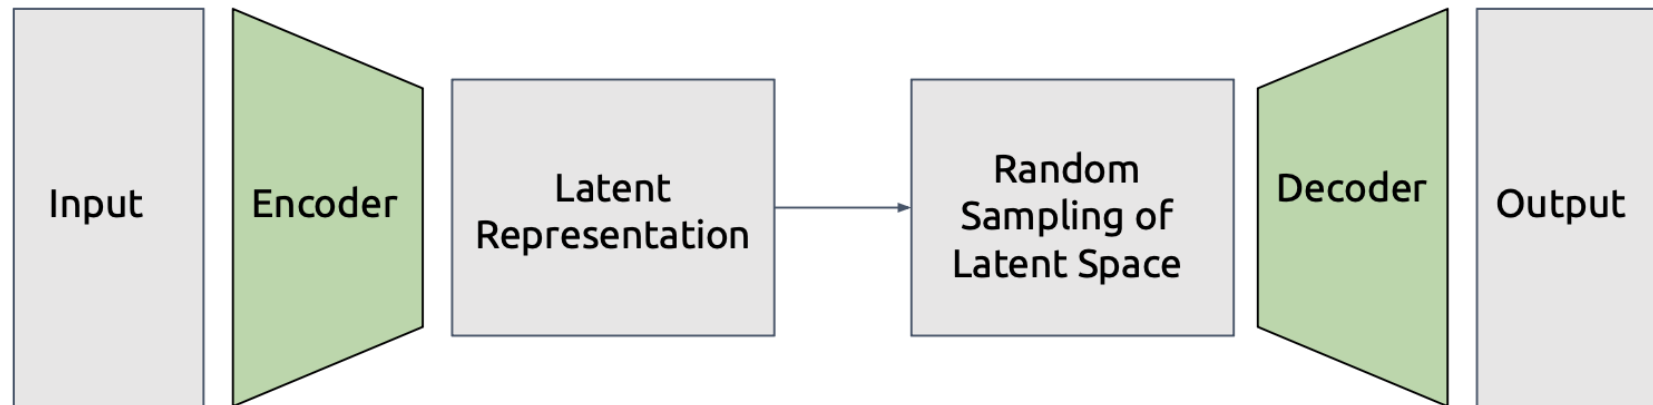 Input
Encoder
Latent
Representation
Random
Sampling of
Latent Space
Decoder
Output